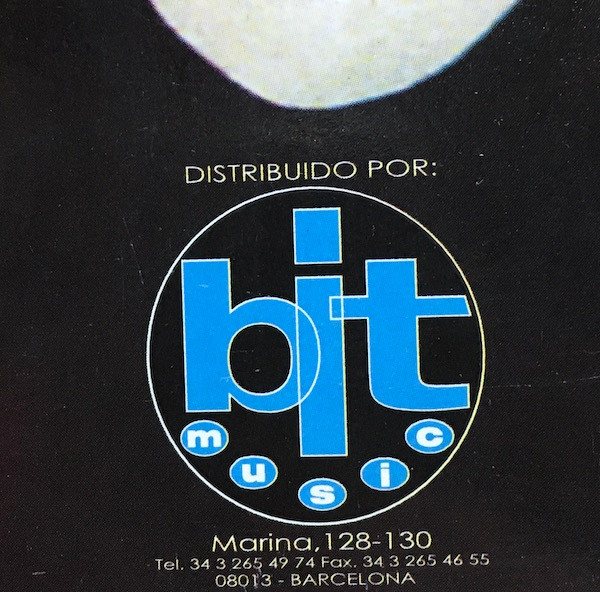 DISTRIBUIDO POR:
bit
music
Marina,128-130
Tel. 34 3 265 49 74 Fax. 34 3 265 46 55
08013 - BARCELONA